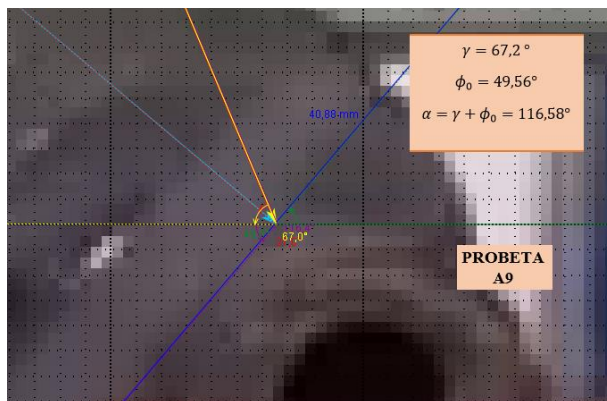 γ = 67,2 °
ϕ₀ = 49,56°
α = γ + ϕ₀ = 116,58°
40,88 mm
67,0°
PROBETA
A9